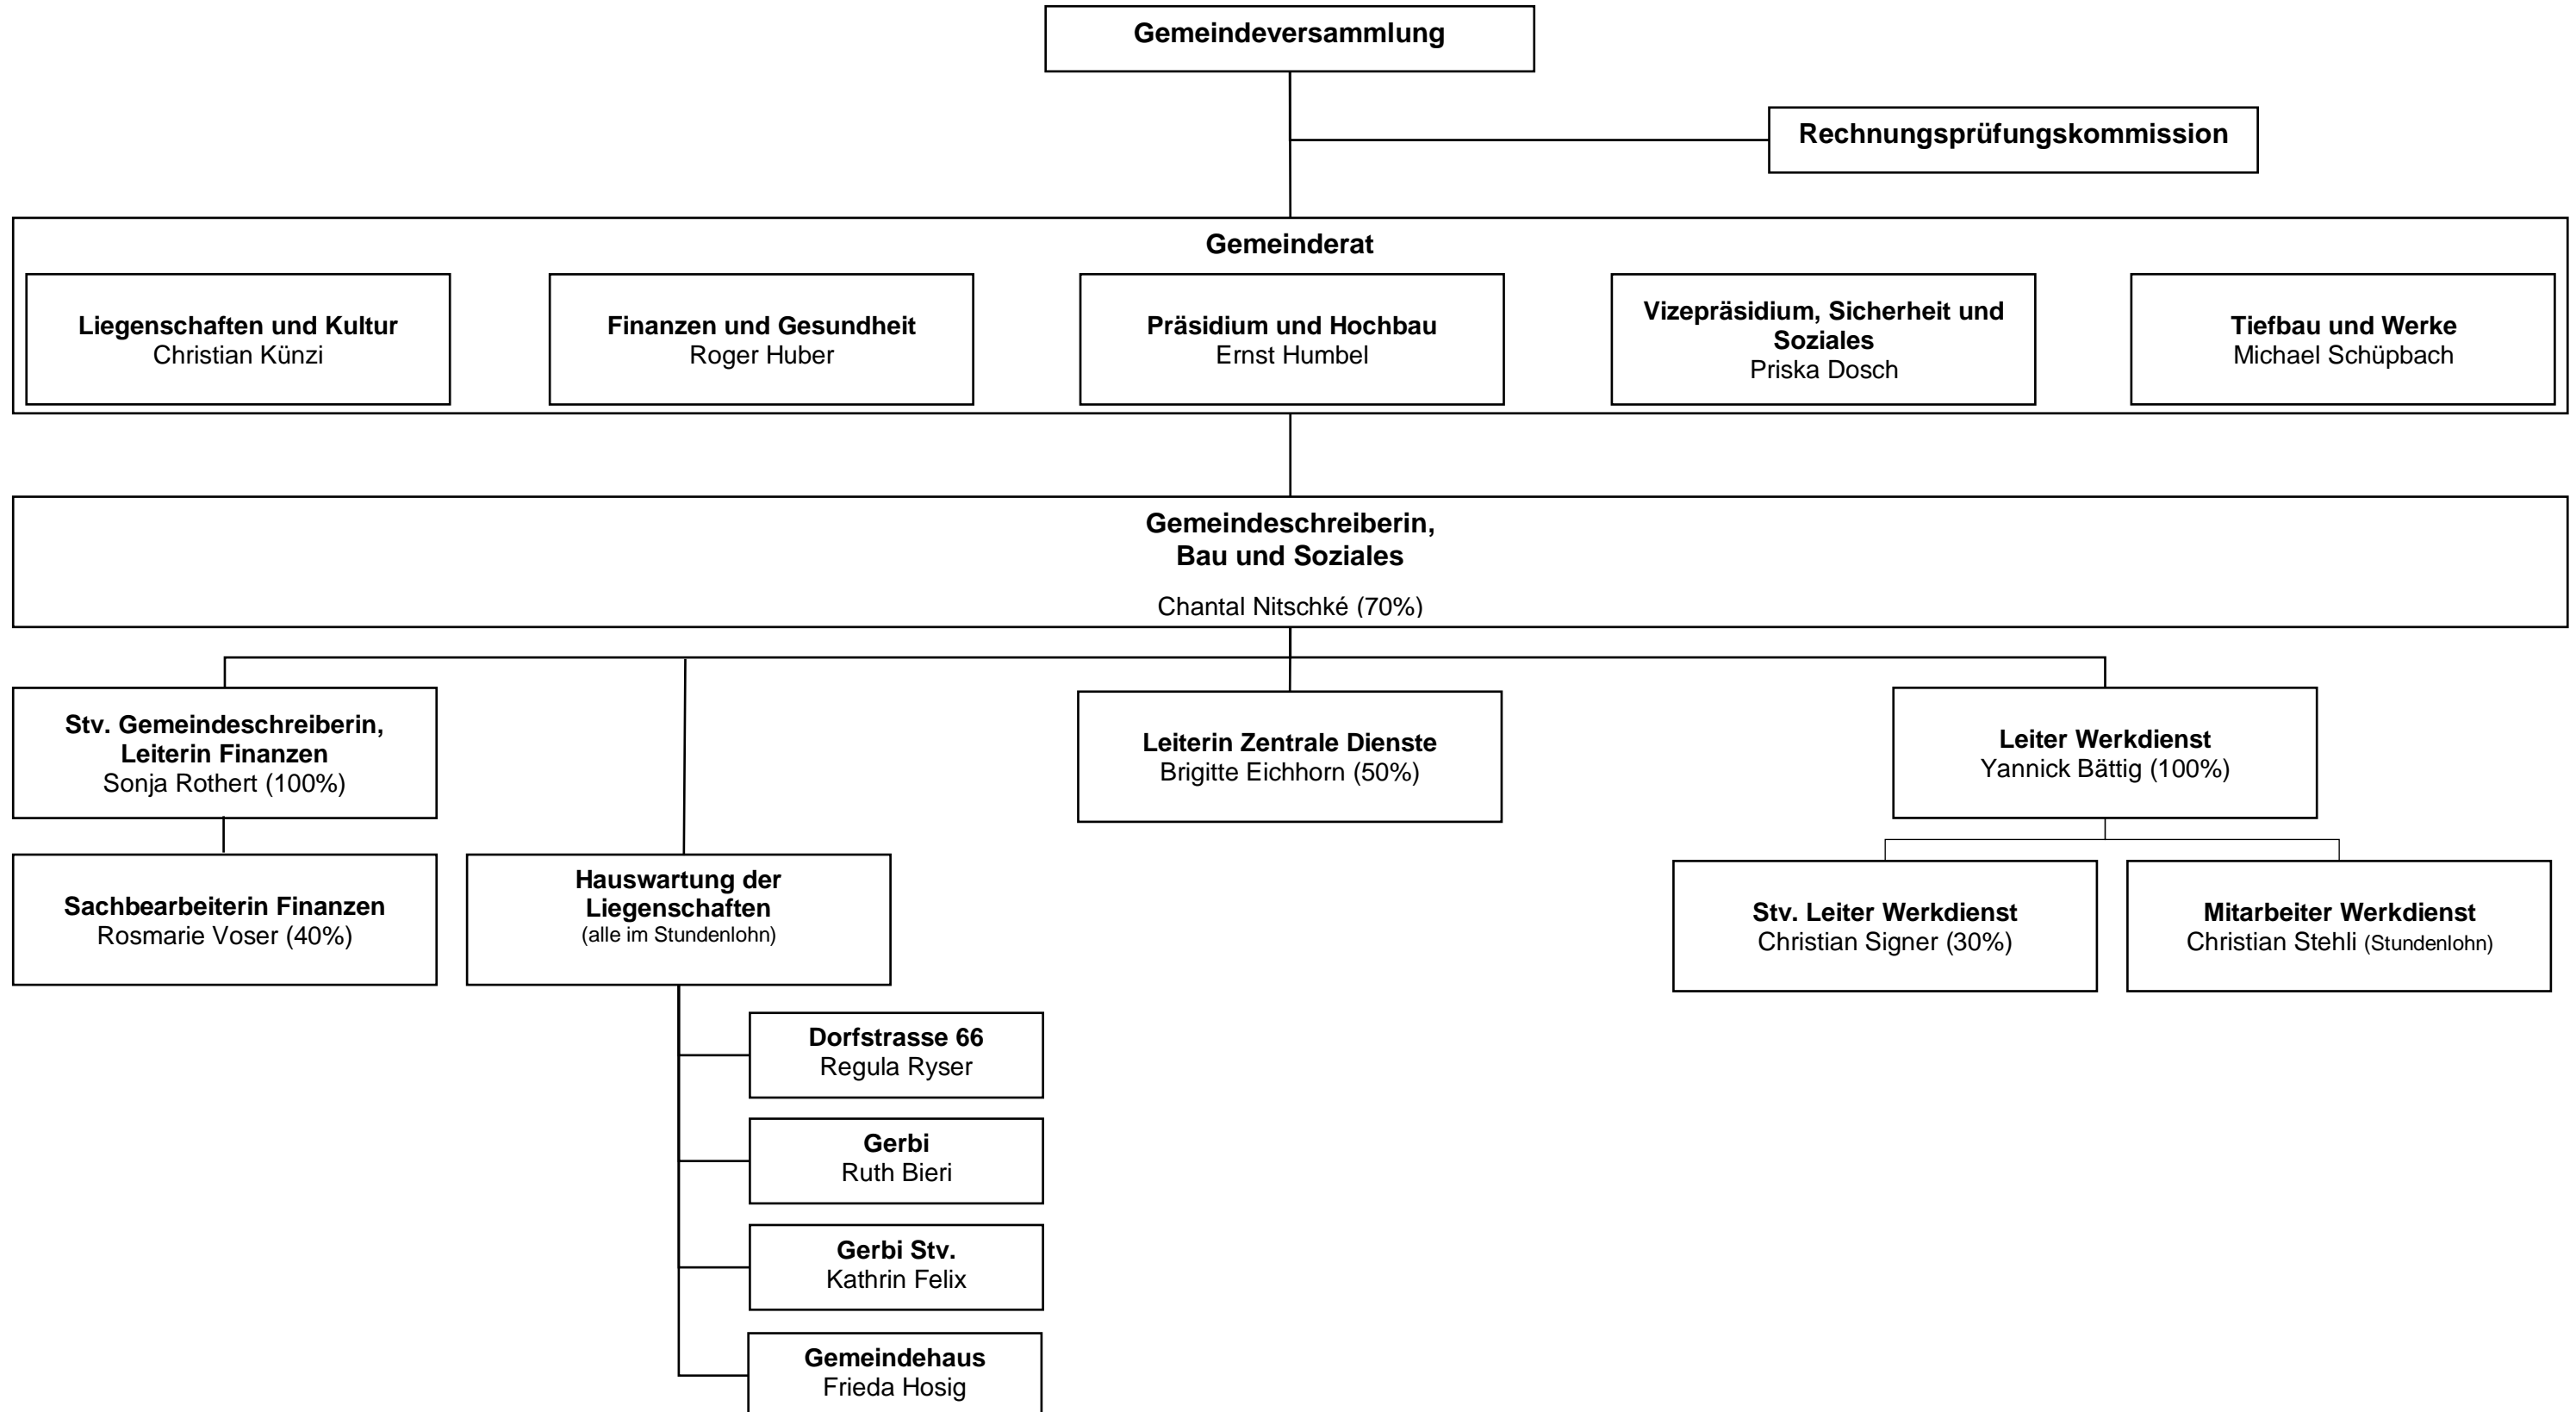 Gemeindeversammlung
Rechnungsprüfungskommission
Gemeinderat
Liegenschaften und Kultur
Christian Künzi
Finanzen und Gesundheit
Roger Huber
Präsidium und Hochbau
Ernst Humbel
Vizepräsidium, Sicherheit und
Soziales
Priska Dosch
Tiefbau und Werke
Michael Schüpbach
Gemeindeschreiberin,
Bau und Soziales
Chantal Nitschké (70%)
Stv. Gemeindeschreiberin,
Leiterin Finanzen
Sonja Rothert (100%)
Leiterin Zentrale Dienste
Brigitte Eichhorn (50%)
Leiter Werkdienst
Yannick Bättig (100%)
Sachbearbeiterin Finanzen
Rosmarie Voser (40%)
Hauswartung der
Liegenschaften
(alle im Stundenlohn)
Stv. Leiter Werkdienst
Christian Signer (30%)
Mitarbeiter Werkdienst
Christian Stehli (Stundenlohn)
Dorfstrasse 66
Regula Ryser
Gerbi
Ruth Bieri
Gerbi Stv.
Kathrin Felix
Gemeindehaus
Frieda Hosig